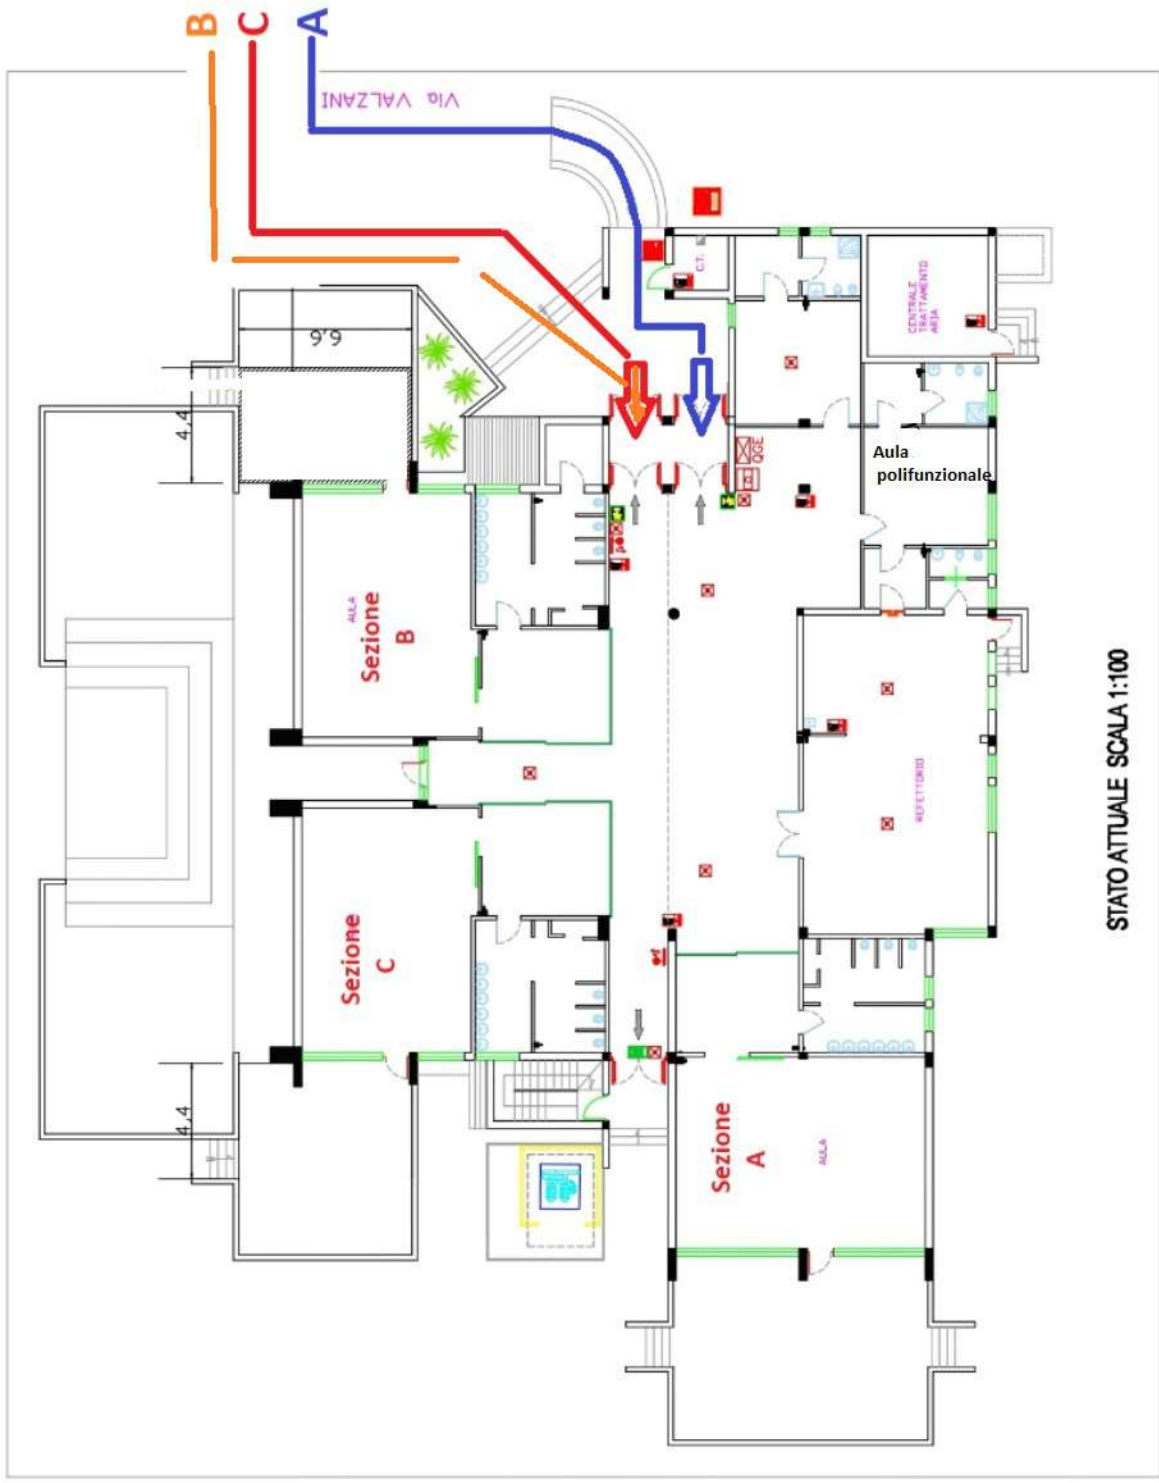 B C A
Via VALZANI
C.T.
CENTRALE
TRATTAMENTO
ARIA
6,6
4,4
QGE
Aula
polifunzionale
AULA
Sezione
B
REFETTORIO
STATO ATTUALE SCALA 1:100
Sezione
C
4,4
Sezione
A
AULA